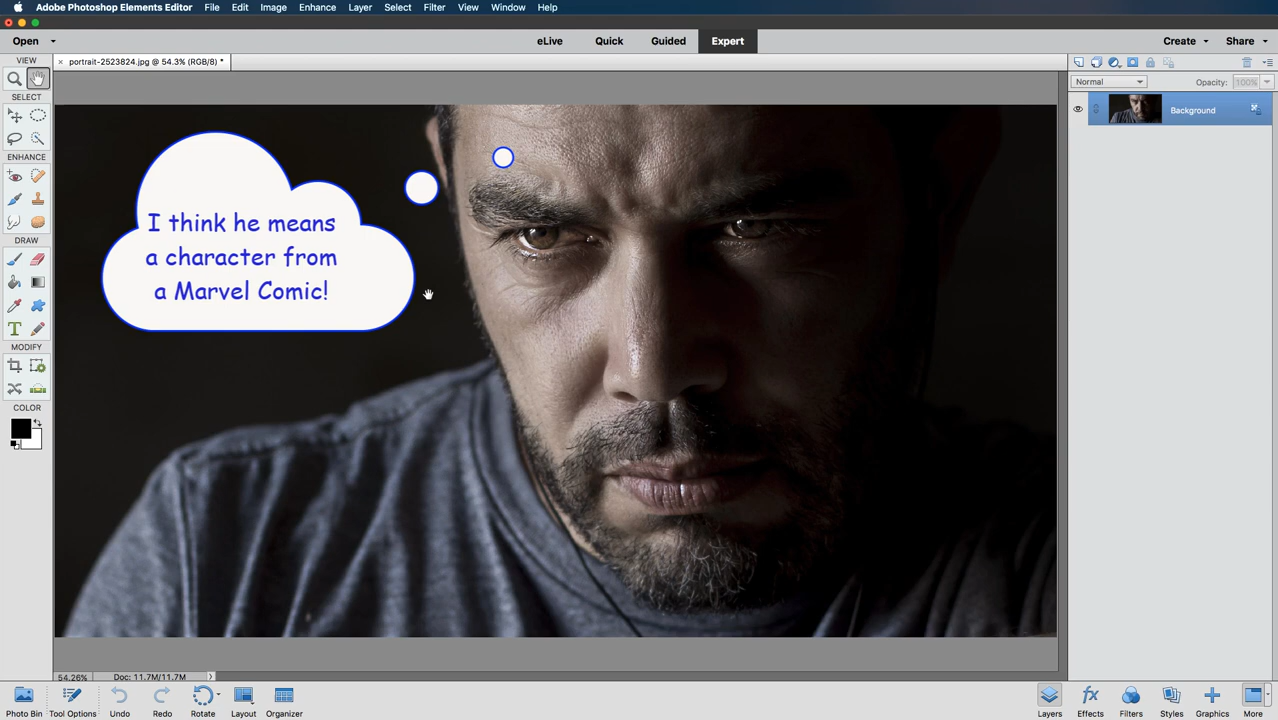 Adobe Photoshop Elements Editor File Edit Image Enhance Layer Select Filter View Window Help
Open eLive Quick Guided Expert Create Share
VIEW
× portrait-2523824.jpg @ 54.3% (RGB/8) *
Normal Opacity: 100%
SELECT
Background
ENHANCE
I think he means
a character from
a Marvel Comic!
DRAW
T
MODIFY
COLOR
54.26% Doc: 11.7M/11.7M
Photo Bin Tool Options Undo Redo Rotate Layout Organizer Layers Effects Filters Styles Graphics More